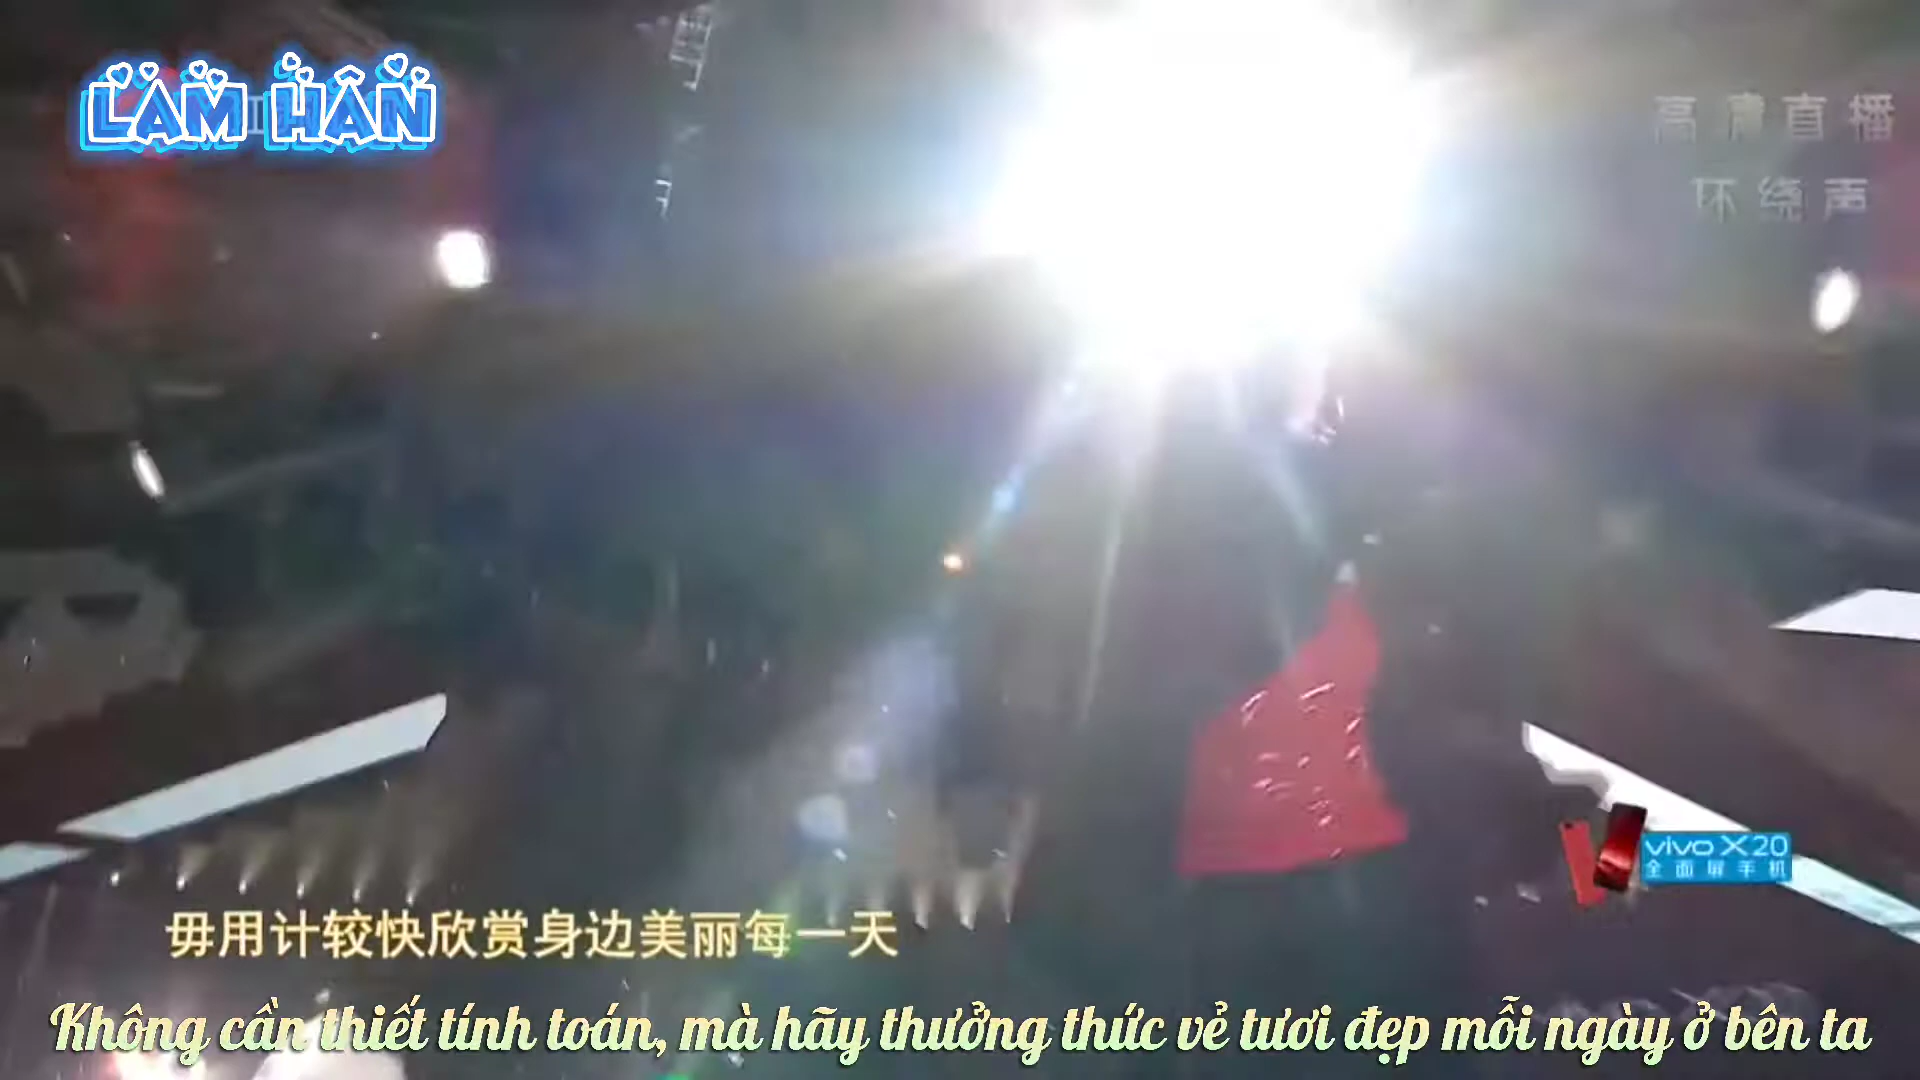 LAM HÂN
高清直播
环绕声
vivo X20
全面屏手机
毋用计较快欣赏身边美丽每一天
Không cần thiết tính toán, mà hãy thưởng thức vẻ tươi đẹp mỗi ngày ở bên ta